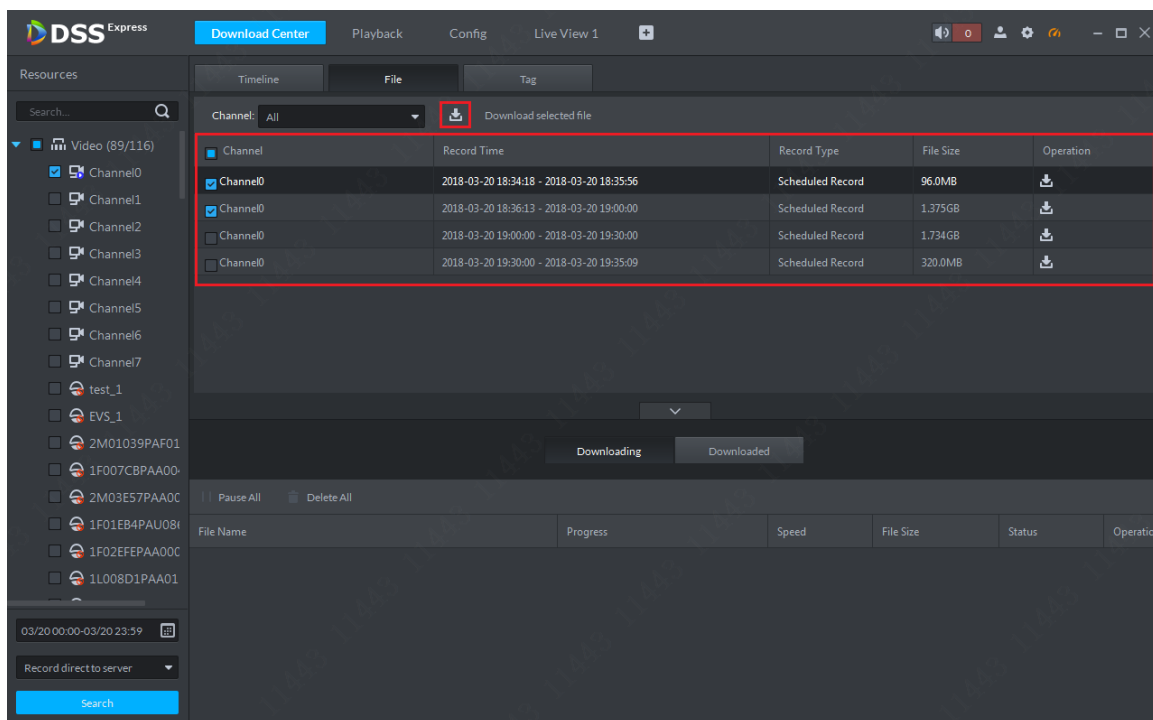 DSS Express
Download Center
Playback
Config
Live View 1
0
Resources
Timeline
File
Tag
Search...
Channel: All
Download selected file
Video (89/116)
Channel0
Channel1
Channel2
Channel3
Channel4
Channel5
Channel6
Channel7
test_1
EVS_1
2M01039PAF01
1F007CBPAA00
2M03E57PAA00
1F01EB4PAU08
1F02EFEPAA00
1L008D1PAA01
Channel Record Time Record Type File Size Operation
Channel0 2018-03-20 18:34:18 - 2018-03-20 18:35:56 Scheduled Record 96.0MB
Channel0 2018-03-20 18:36:13 - 2018-03-20 19:00:00 Scheduled Record 1.375GB
Channel0 2018-03-20 19:00:00 - 2018-03-20 19:30:00 Scheduled Record 1.734GB
Channel0 2018-03-20 19:30:00 - 2018-03-20 19:35:09 Scheduled Record 320.0MB
Downloading
Downloaded
Pause All
Delete All
File Name Progress Speed File Size Status Operatio
03/20 00:00-03/20 23:59
Record direct to server
Search